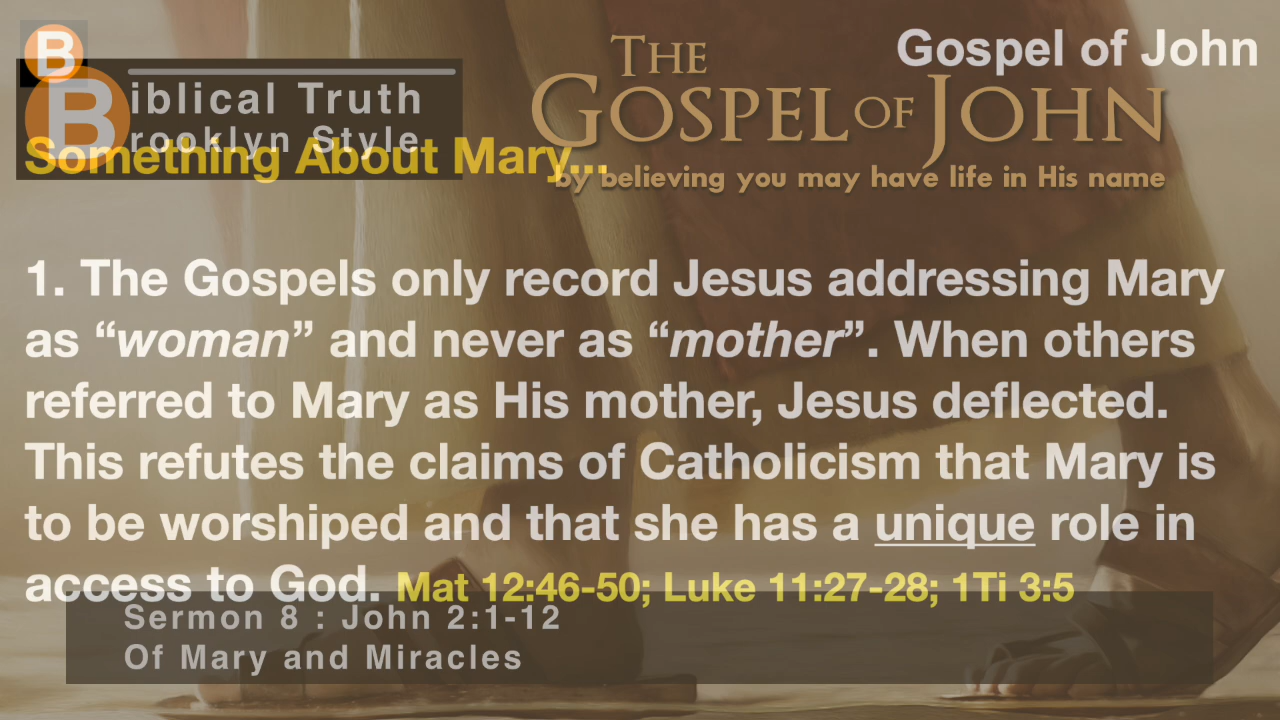 B
Gospel of John
THE
GOSPEL OF JOHN
by believing you may have life in His name
Biblical Truth
Brooklyn Style
Something About Mary...
1. The Gospels only record Jesus addressing Mary
as “woman” and never as “mother”. When others
referred to Mary as His mother, Jesus deflected.
This refutes the claims of Catholicism that Mary is
to be worshiped and that she has a unique role in
access to God. Mat 12:46-50; Luke 11:27-28; 1Ti 3:5
Sermon 8 : John 2:1-12
Of Mary and Miracles